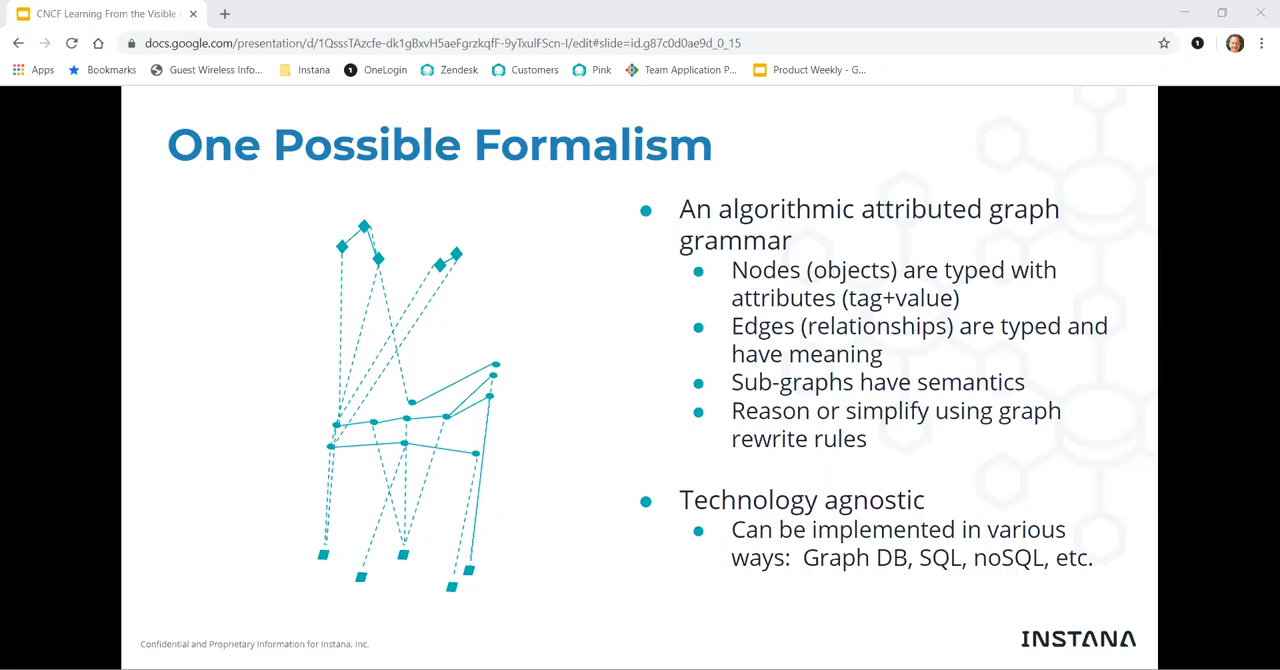 CNCF Learning From the Visible
docs.google.com/presentation/d/1QsssTAzcfe-dk1gBxvH5aeFgrzkqfF-9yTxulFScn-I/edit#slide=id.g87c0d0ae9d_0_15
Apps Bookmarks Guest Wireless Info... Instana 1 OneLogin Zendesk Customers Pink Team Application P... Product Weekly - G...
One Possible Formalism
An algorithmic attributed graph
grammar
Nodes (objects) are typed with
attributes (tag+value)
Edges (relationships) are typed and
have meaning
Sub-graphs have semantics
Reason or simplify using graph
rewrite rules
Technology agnostic
Can be implemented in various
ways: Graph DB, SQL, noSQL, etc.
Confidential and Proprietary Information for Instana, Inc.
INSTANA